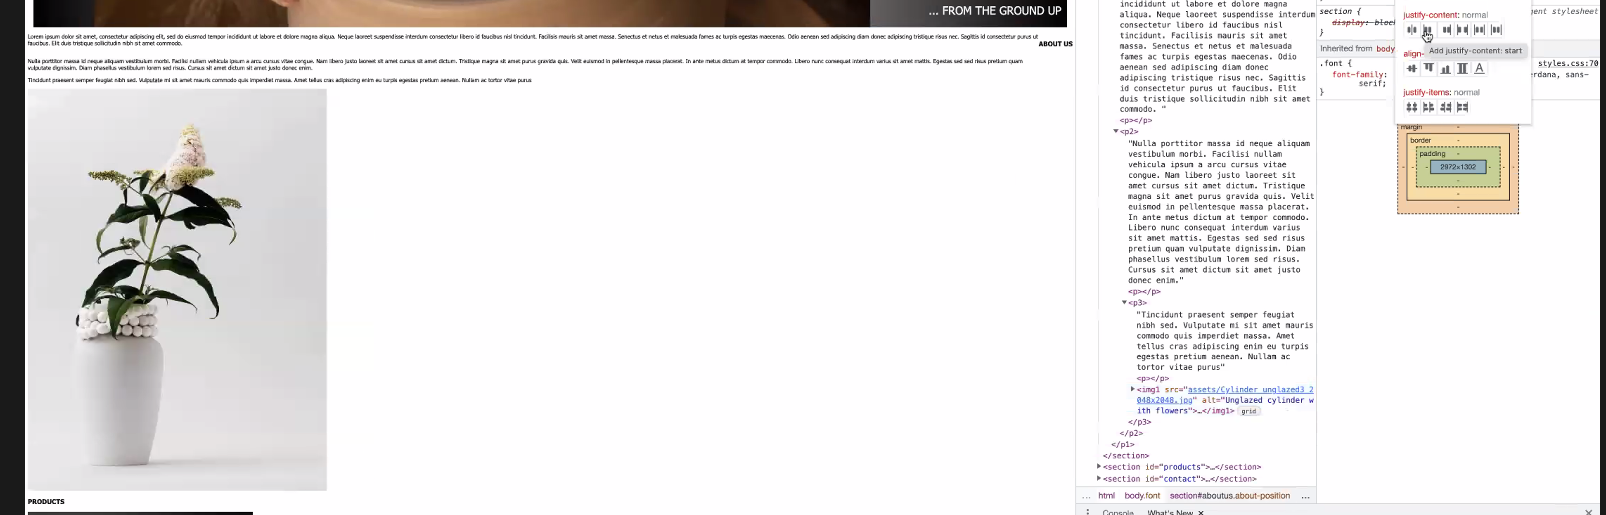 ... FROM THE GROUND UP
Lorem ipsum dolor sit amet, consectetur adipiscing elit, sed do eiusmod tempor incididunt ut labore et dolore magna aliqua. Neque laoreet suspendisse interdum consectetur libero id faucibus nisl tincidunt. Facilisis mauris sit amet massa. Senectus et netus et malesuada fames ac turpis egestas maecenas. Odio aenean sed adipiscing diam donec adipiscing tristique risus nec. Sagittis id consectetur purus ut
faucibus. Elit duis tristique sollicitudin nibh sit amet commodo.
ABOUT US
Nulla porttitor massa id neque aliquam vestibulum morbi. Facilisi nullam vehicula ipsum a arcu cursus vitae congue. Nam libero justo laoreet sit amet cursus sit amet dictum. Tristique magna sit amet purus gravida quis. Velit euismod in pellentesque massa placerat. In ante metus dictum at tempor commodo. Libero nunc consequat interdum varius sit amet mattis. Egestas sed sed risus pretium quam
vulputate dignissim. Diam phasellus vestibulum lorem sed risus. Cursus sit amet dictum sit amet justo donec enim.
Tincidunt praesent semper feugiat nibh sed. Vulputate mi sit amet mauris commodo quis imperdiet massa. Amet tellus cras adipiscing enim eu turpis egestas pretium aenean. Nullam ac tortor vitae purus
PRODUCTS
incididunt ut labore et dolore magna
aliqua. Neque laoreet suspendisse interdum
consectetur libero id faucibus nisl
tincidunt. Facilisis mauris sit amet
massa. Senectus et netus et malesuada
fames ac turpis egestas maecenas. Odio
aenean sed adipiscing diam donec
adipiscing tristique risus nec. Sagittis
id consectetur purus ut faucibus. Elit
duis tristique sollicitudin nibh sit amet
commodo. "
<p></p>
<p2>
"Nulla porttitor massa id neque aliquam
vestibulum morbi. Facilisi nullam
vehicula ipsum a arcu cursus vitae
congue. Nam libero justo laoreet sit
amet cursus sit amet dictum. Tristique
magna sit amet purus gravida quis. Velit
euismod in pellentesque massa placerat.
In ante metus dictum at tempor commodo.
Libero nunc consequat interdum varius
sit amet mattis. Egestas sed sed risus
pretium quam vulputate dignissim. Diam
phasellus vestibulum lorem sed risus.
Cursus sit amet dictum sit amet justo
donec enim."
<p></p>
<p3>
"Tincidunt praesent semper feugiat
nibh sed. Vulputate mi sit amet mauris
commodo quis imperdiet massa. Amet
tellus cras adipiscing enim eu turpis
egestas pretium aenean. Nullam ac
tortor vitae purus"
<p></p>
<img1 src="assets/Cylinder_unglazed3_2
048x2048.jpg" alt="Unglazed cylinder w
ith flowers">…</img1> grid
</p3>
</p2>
</p1>
</section>
<section id="products">…</section>
<section id="contact">…</section>
... html body.font section#aboutus.about-position ...
Console What's New ×
section {
display: bloc
}
gent stylesheet
Inherited from body
.font {
styles.css:70
font-family:
erdana, sans-
serif;
}
justify-content: normal
Add justify-content: start
align-
justify-items: normal
margin -
border -
padding -
- - - 2872×1302 - - -
-
-
-